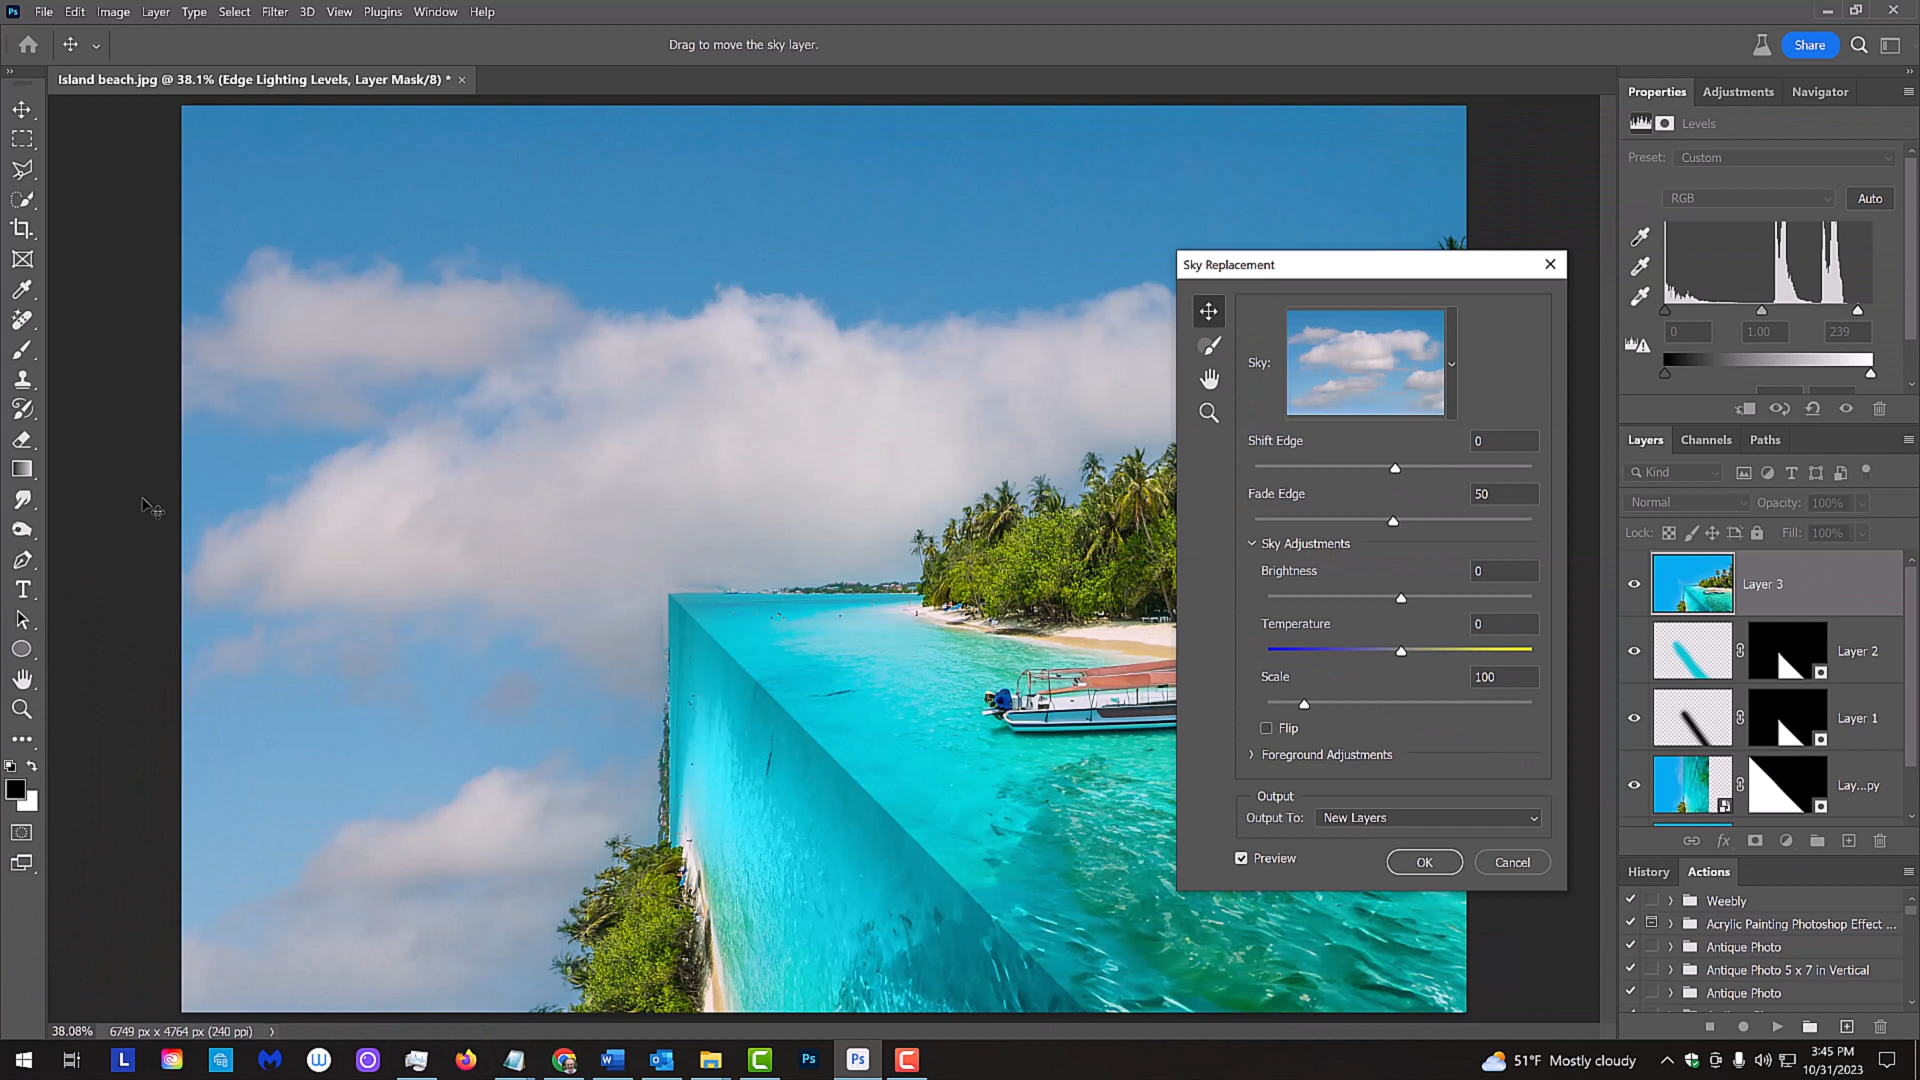 Ps File Edit Image Layer Type Select Filter 3D View Plugins Window Help
Drag to move the sky layer.
Share
Island beach.jpg @ 38.1% (Edge Lighting Levels, Layer Mask/8) *
Properties Adjustments Navigator
Levels
Preset: Custom
RGB Auto
0 1.00 239
Sky Replacement
Sky:
Shift Edge 0
Fade Edge 50
Sky Adjustments
Brightness 0
Temperature 0
Scale 100
Flip
Foreground Adjustments
Output
Output To: New Layers
Preview
OK Cancel
Layers Channels Paths
Kind
Normal Opacity: 100%
Lock: Fill: 100%
Layer 3
Layer 2
Layer 1
Lay...py
History Actions
Weebly
Acrylic Painting Photoshop Effect ...
Antique Photo
Antique Photo 5 x 7 in Vertical
Antique Photo
38.08% 6749 px x 4764 px (240 ppi)
L
Ps Ps
51°F Mostly cloudy
3:45 PM
10/31/2023